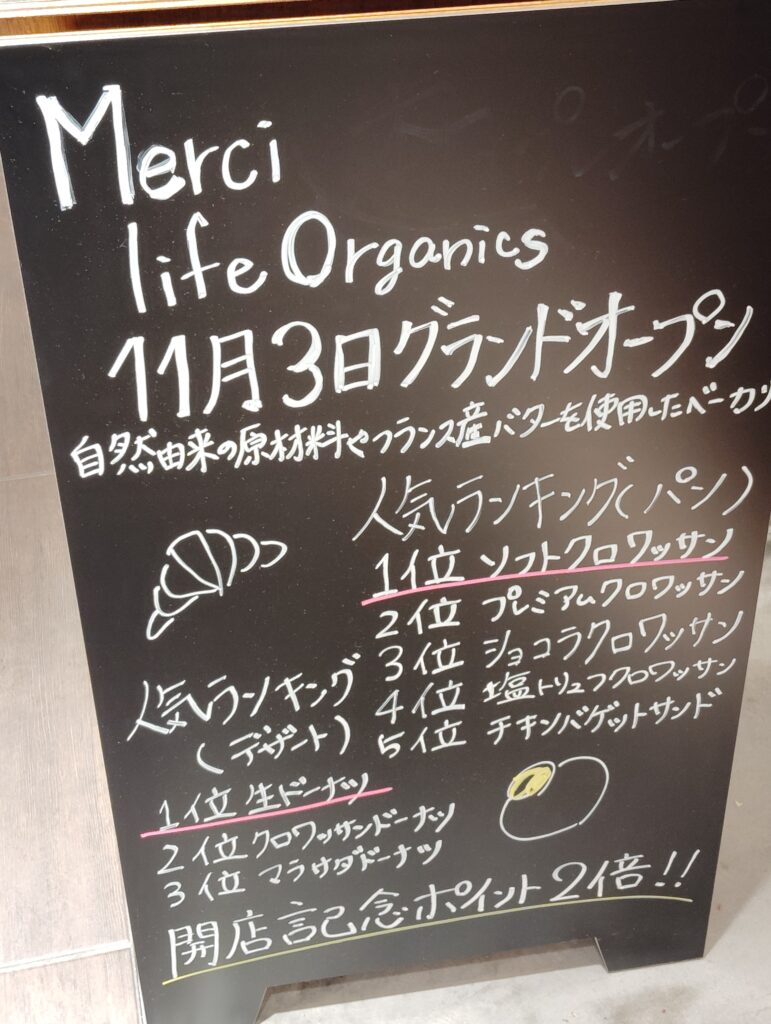 Merci
life Organics
11月3日グランドオープン
自然由来の原材料やフランス産バターを使用したベーカリ
人気ランキング(パン)
1位 ソフトクロワッサン
2位 プレミアムクロワッサン
3位 ショコラクロワッサン
4位 塩トリュフクロワッサン
5位 チキンバゲットサンド
人気ランキング
(デザート)
1位 生ドーナツ
2位 クロワッサンドーナツ
3位 マラサダドーナツ
開店記念ポイント2倍!!